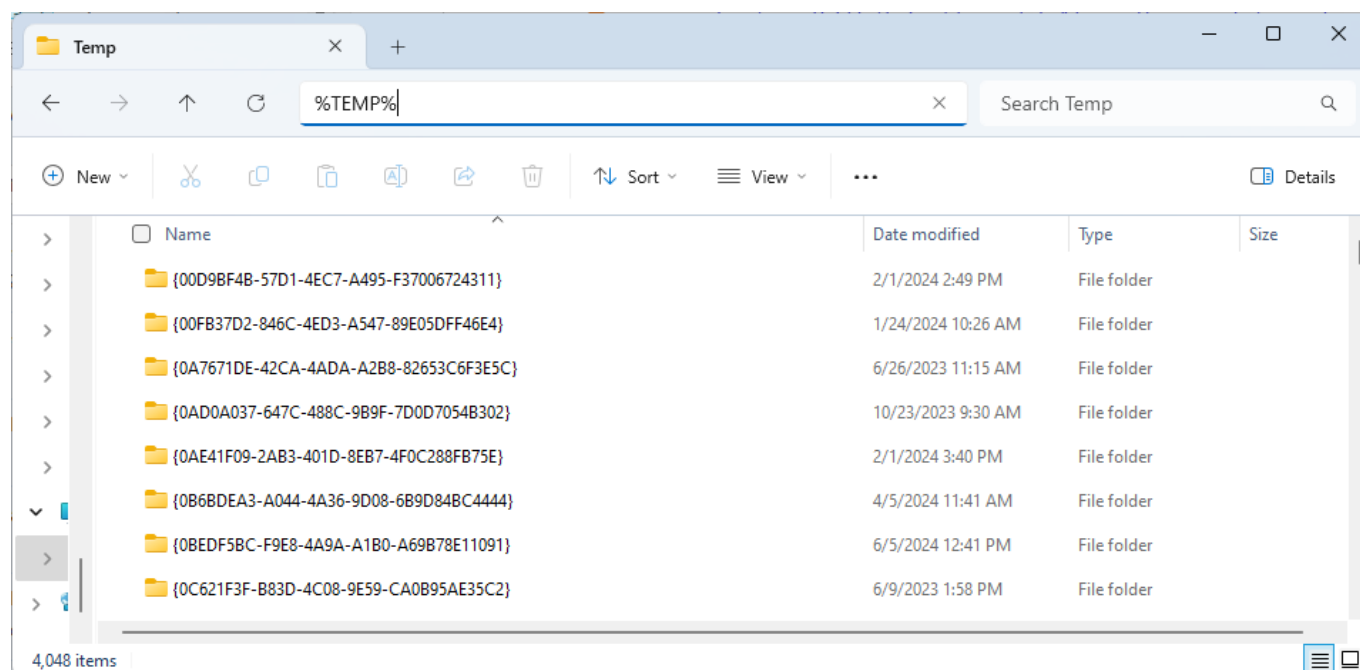 Temp
%TEMP%
Search Temp
New
Sort
View
Details
Name Date modified Type Size
{00D9BF4B-57D1-4EC7-A495-F37006724311} 2/1/2024 2:49 PM File folder
{00FB37D2-846C-4ED3-A547-89E05DFF46E4} 1/24/2024 10:26 AM File folder
{0A7671DE-42CA-4ADA-A2B8-82653C6F3E5C} 6/26/2023 11:15 AM File folder
{0AD0A037-647C-488C-9B9F-7D0D7054B302} 10/23/2023 9:30 AM File folder
{0AE41F09-2AB3-401D-8EB7-4F0C288FB75E} 2/1/2024 3:40 PM File folder
{0B6BDEA3-A044-4A36-9D08-6B9D84BC4444} 4/5/2024 11:41 AM File folder
{0BEDF5BC-F9E8-4A9A-A1B0-A69B78E11091} 6/5/2024 12:41 PM File folder
{0C621F3F-B83D-4C08-9E59-CA0B95AE35C2} 6/9/2023 1:58 PM File folder
4,048 items